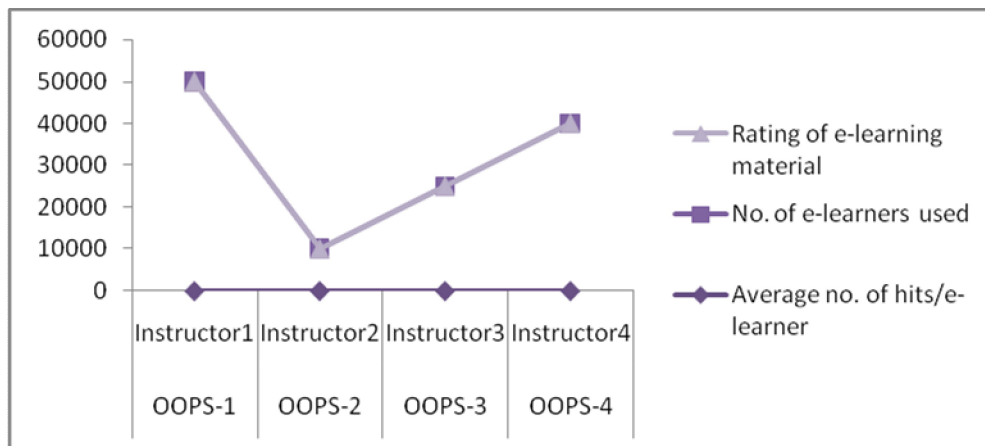 60000
50000
40000
30000
20000
10000
0
Instructor1 Instructor2 Instructor3 Instructor4
OOPS-1 OOPS-2 OOPS-3 OOPS-4
Rating of e-learning
material
No. of e-learners used
Average no. of hits/e-
learner